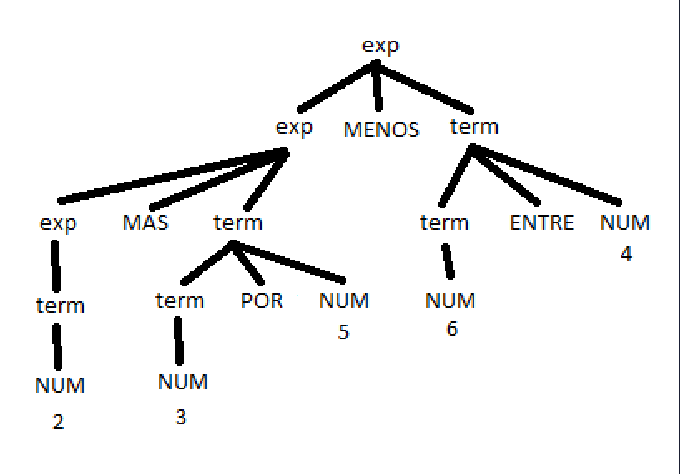 exp
exp MENOS term
exp MAS term term ENTRE NUM
4
term term POR NUM NUM
5 6
NUM NUM
2 3